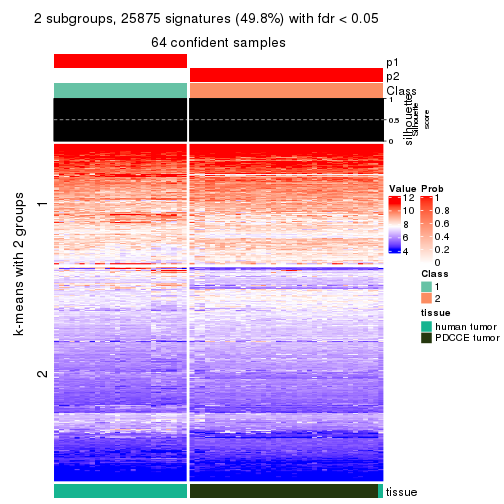 2 subgroups, 25875 signatures (49.8%) with fdr < 0.05
64 confident samples
p1
p2
Class
1
0.5
0
silhouette
Silhouette
score
k-means with 2 groups
1
2
Value
12
10
8
6
4
Prob
1
0.8
0.6
0.4
0.2
0
Class
1
2
tissue
human tumor
PDCCE tumor
tissue